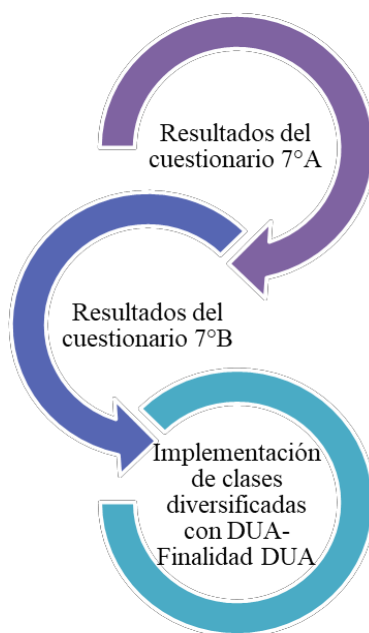 Resultados del
cuestionario 7°A
Resultados del
cuestionario 7°B
Implementación
de clases
diversificadas
con DUA-
Finalidad DUA